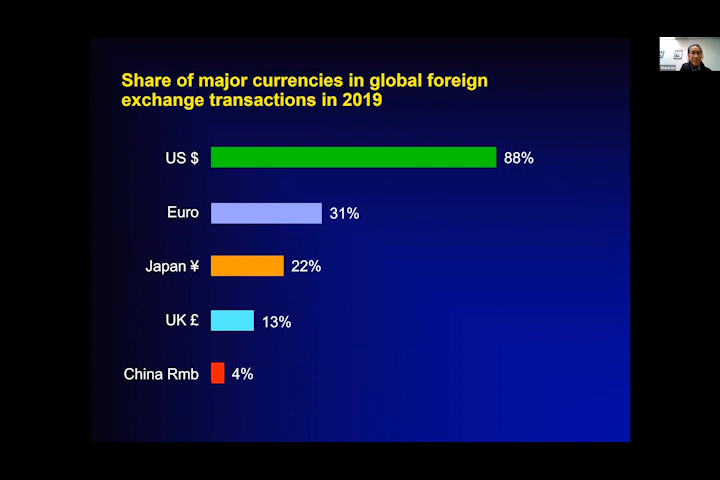 Share of major currencies in global foreign
exchange transactions in 2019
US $ 88%
Euro 31%
Japan ¥ 22%
UK £ 13%
China Rmb 4%